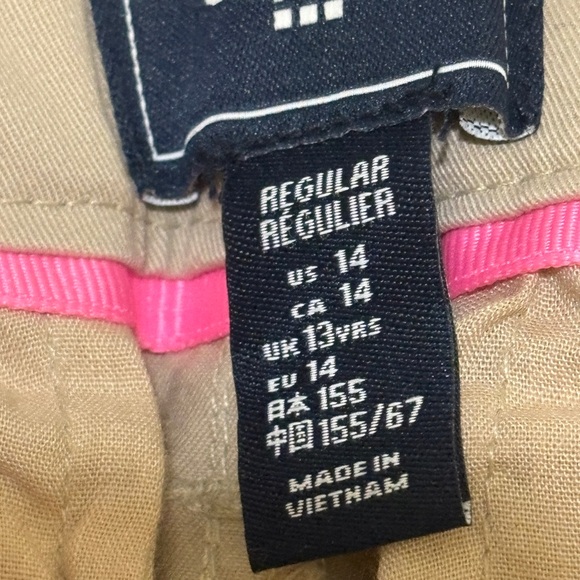 REGULAR
RÉGULIER
US 14
CA 14
UK 13YRS
EU 14
日本 155
中国 155/67
MADE IN
VIETNAM